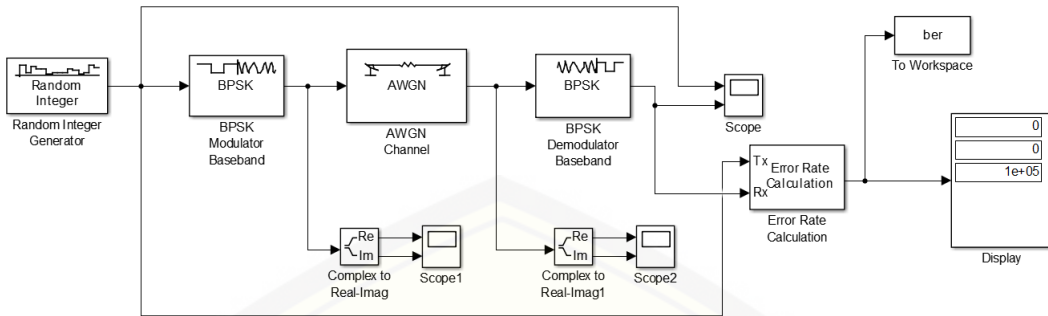 Random
Integer
Random Integer
Generator
BPSK
BPSK
Modulator
Baseband
AWGN
AWGN
Channel
BPSK
BPSK
Demodulator
Baseband
Scope
ber
To Workspace
Tx
Rx
Error Rate
Calculation
Error Rate
Calculation
0
0
1e+05
Display
Re
Im
Complex to
Real-Imag
Scope1
Re
Im
Complex to
Real-Imag1
Scope2